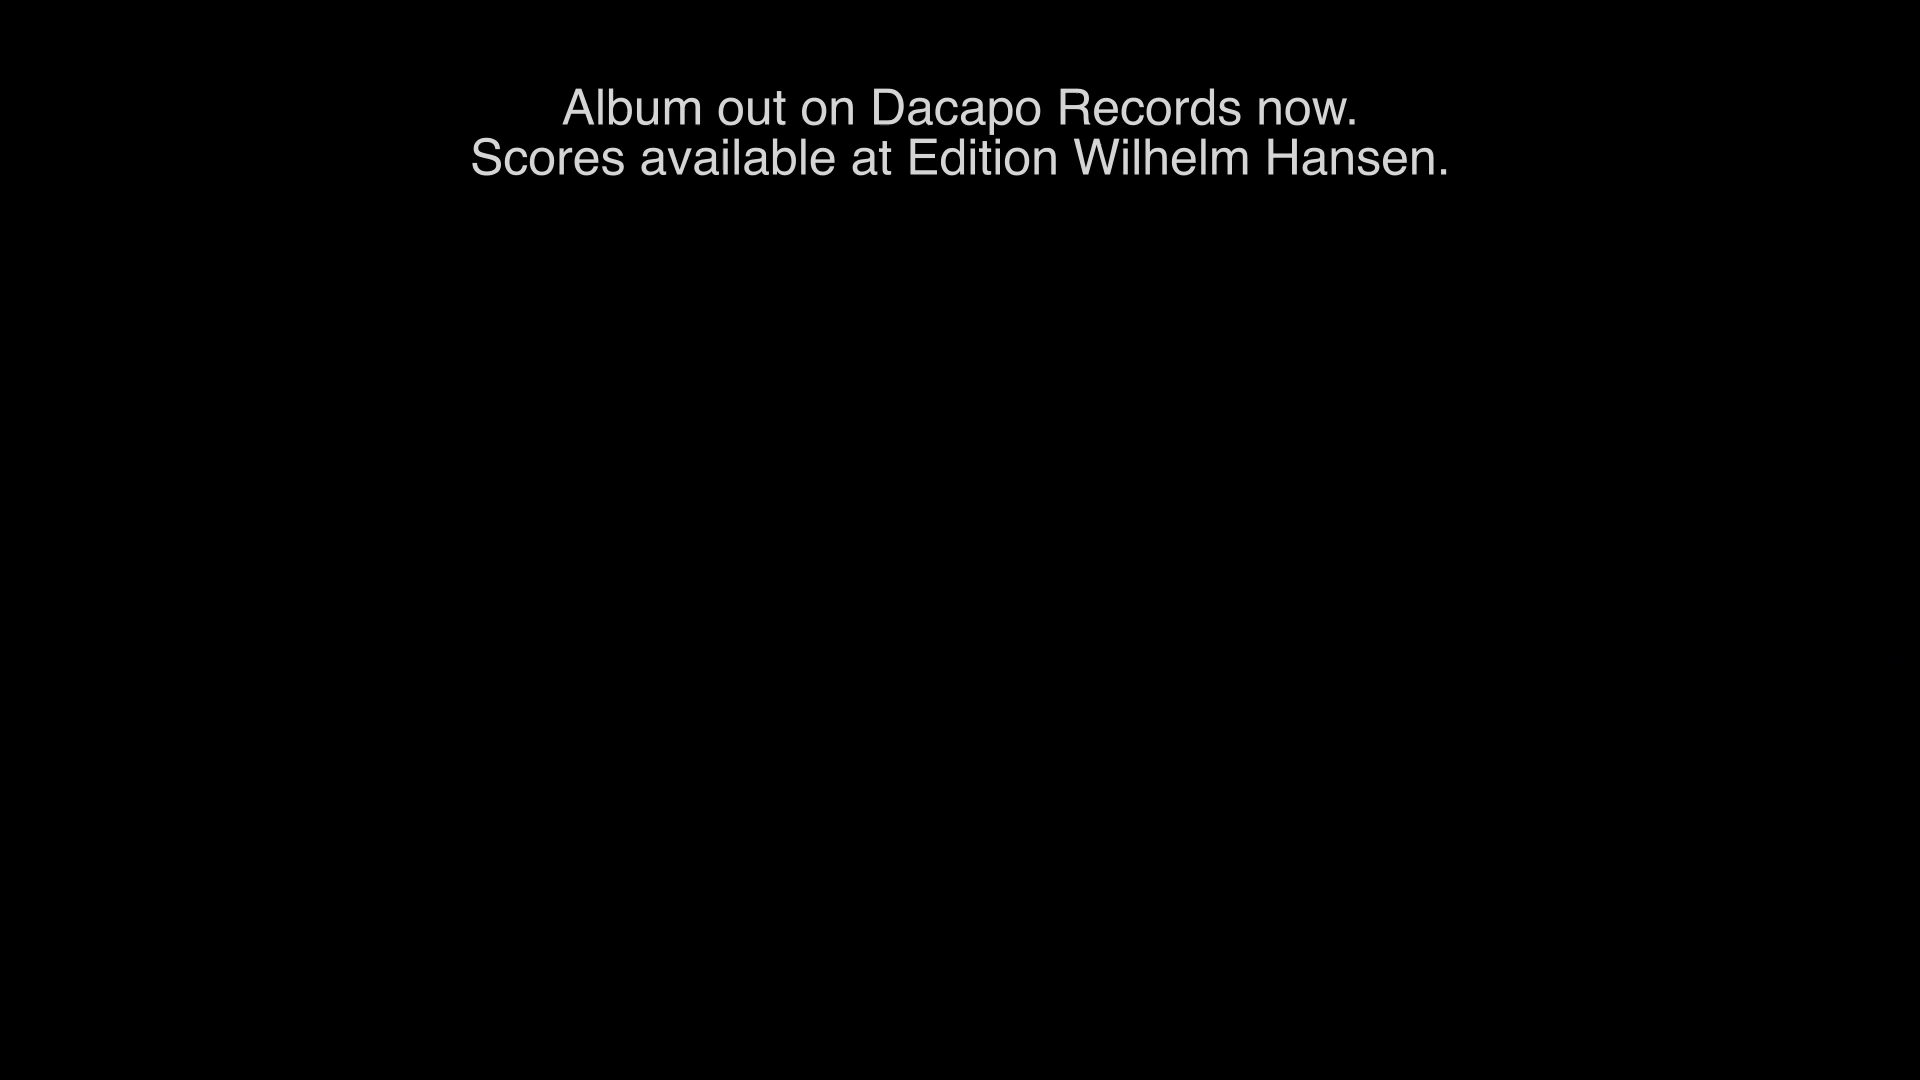 Album out on Dacapo Records now.
Scores available at Edition Wilhelm Hansen.